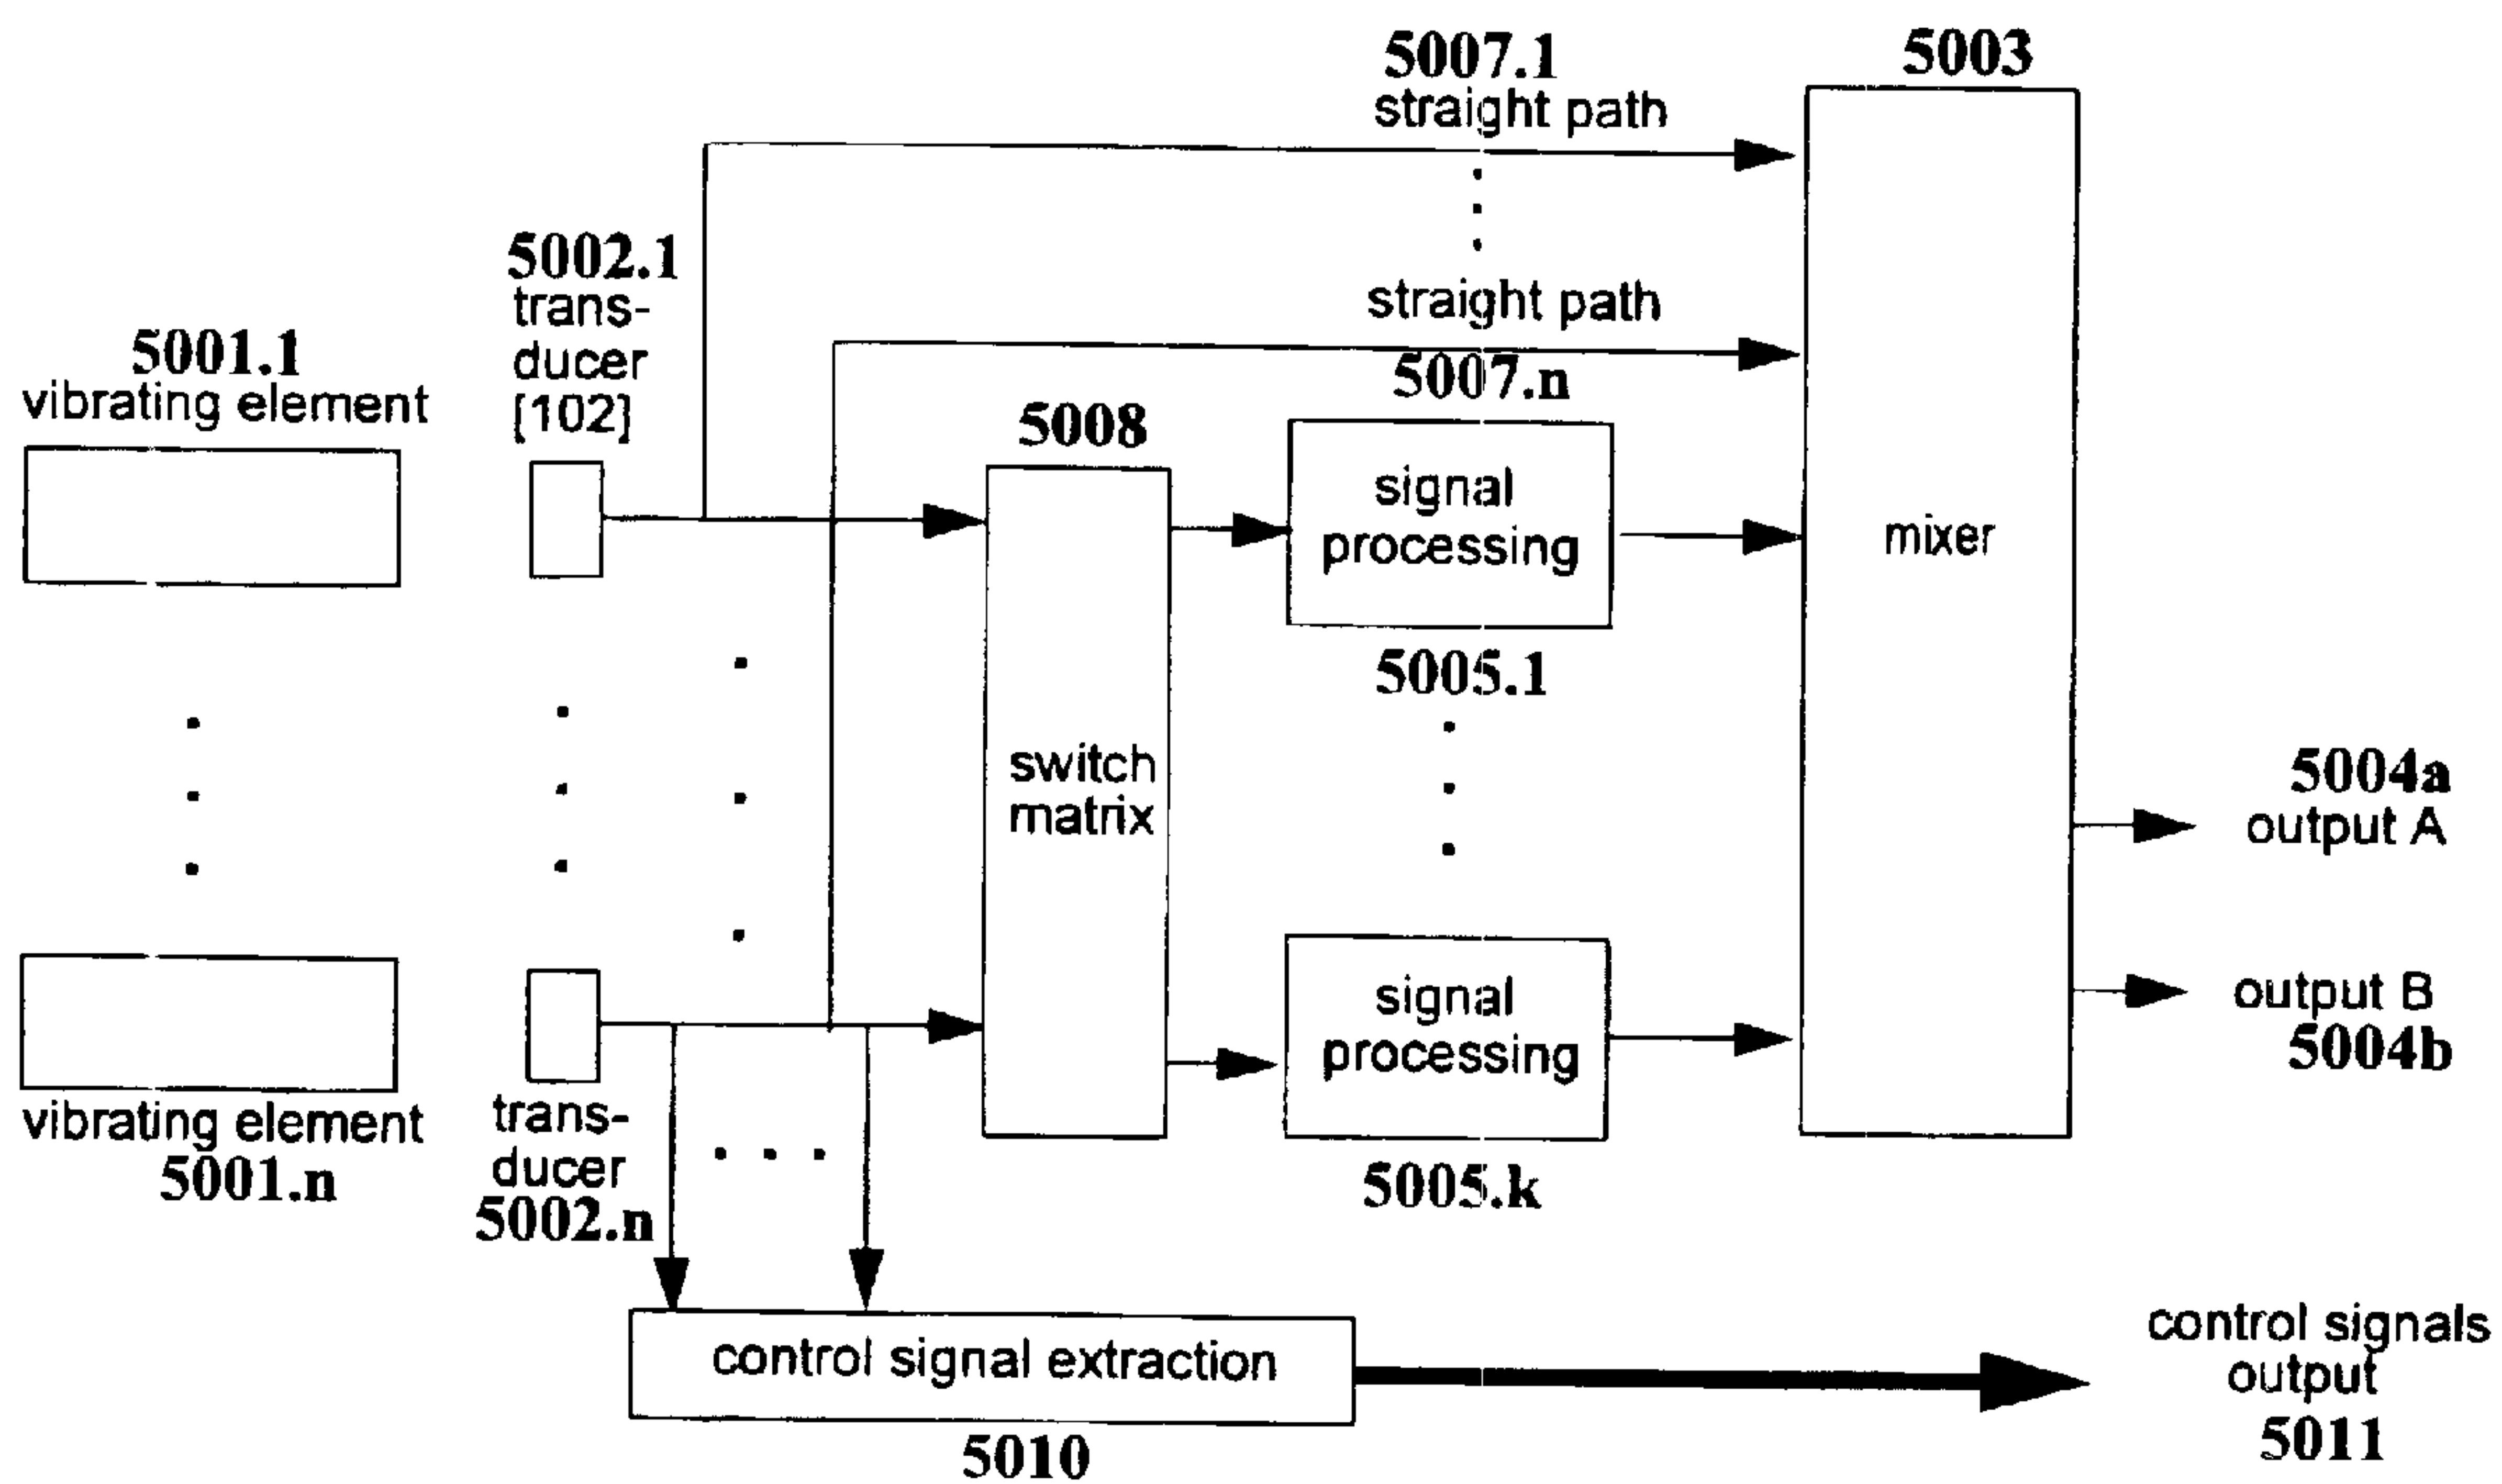 5007.1
straight path
5003
5002.1
trans-
ducer
[102]
straight path
5007.n
5001.1
vibrating element
5008
signal
processing
5005.1
mixer
switch
matrix
5004a
output A
output B
5004b
signal
processing
5005.k
vibrating element
5001.n
trans-
ducer
5002.n
control signal extraction
5010
control signals
output
5011